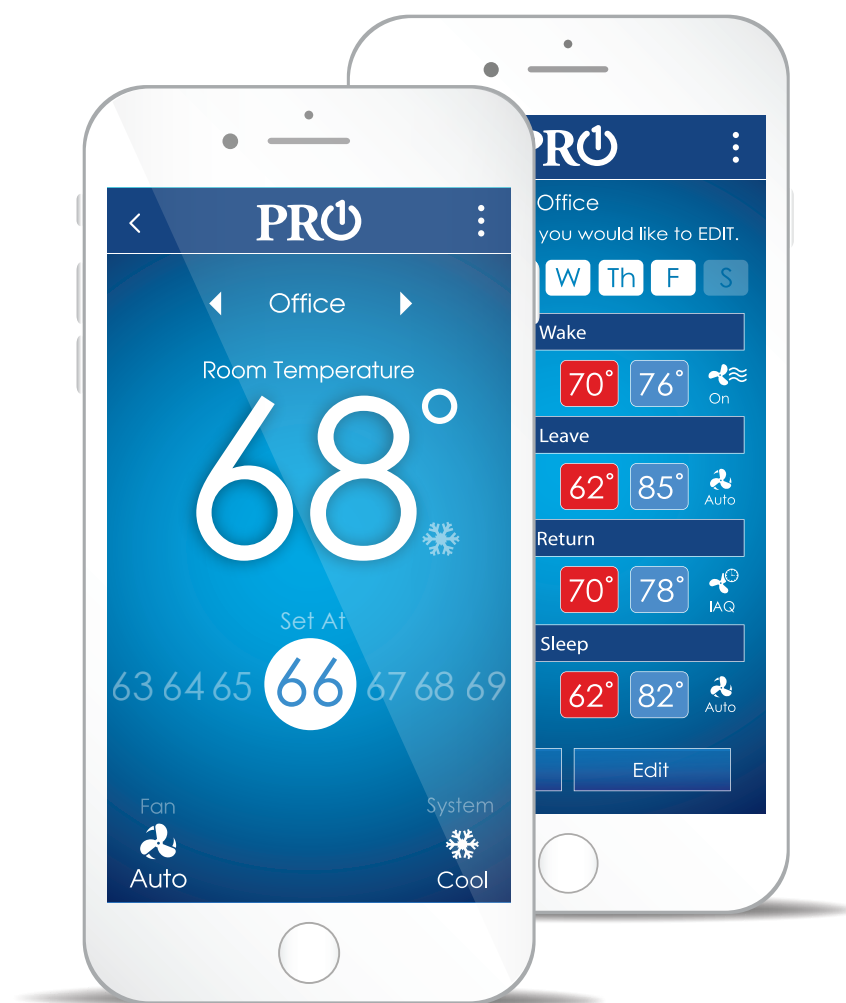 PRO1
Office
Room Temperature
68°
Set At
63 64 65 66 67 68 69
Fan
System
Auto
Cool
Office
you would like to EDIT.
W Th F S
Wake
70° 76°
On
Leave
62° 85°
Auto
Return
70° 78°
IAQ
Sleep
62° 82°
Auto
Edit